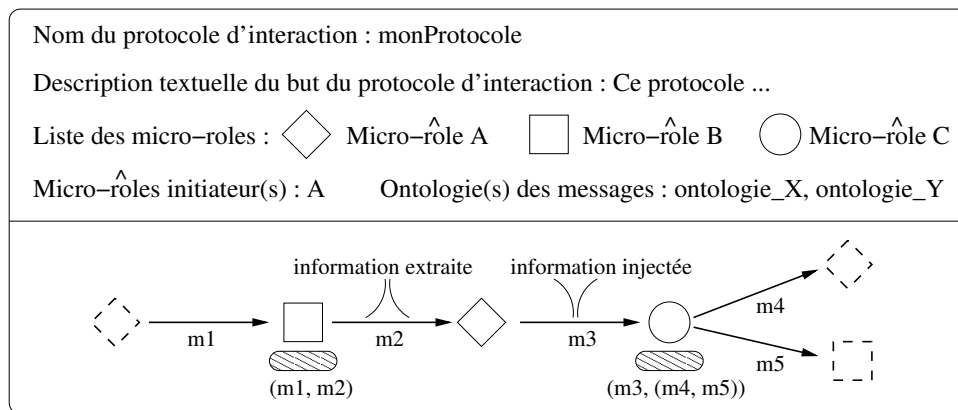 Nom du protocole d'interaction : monProtocole
Description textuelle du but du protocole d'interaction : Ce protocole ...
Liste des micro−roles : Micro−rôle A Micro−rôle B Micro−rôle C
Micro−rôles initiateur(s) : A Ontologie(s) des messages : ontologie_X, ontologie_Y
information extraite information injectée
m1 m2 m3 m4
m5
(m1, m2) (m3, (m4, m5))